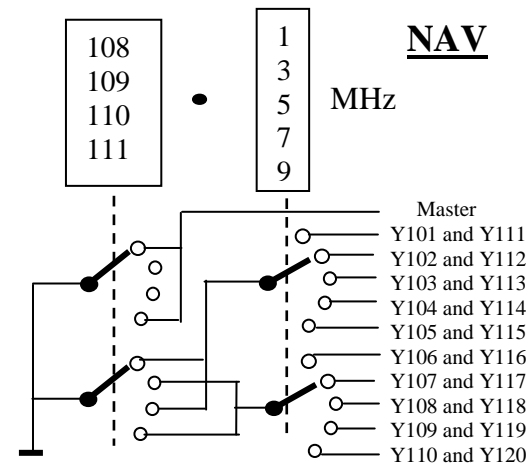 NAV
108
109
110
111
1
3
5
7
9
MHz
Master
Y101 and Y111
Y102 and Y112
Y103 and Y113
Y104 and Y114
Y105 and Y115
Y106 and Y116
Y107 and Y117
Y108 and Y118
Y109 and Y119
Y110 and Y120